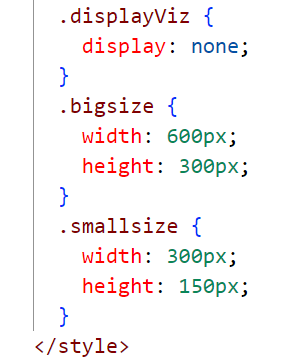 .displayViz {
display: none;
}
.bigsize {
width: 600px;
height: 300px;
}
.smallsize {
width: 300px;
height: 150px;
}
</style>